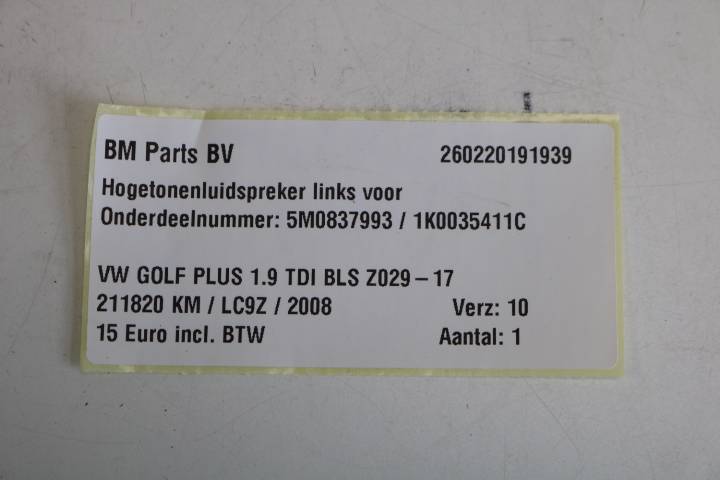 BM Parts BV 260220191939
Hogetonenluidspreker links voor
Onderdeelnummer: 5M0837993 / 1K0035411C
VW GOLF PLUS 1.9 TDI BLS Z029 – 17
211820 KM / LC9Z / 2008 Verz: 10
15 Euro incl. BTW Aantal: 1